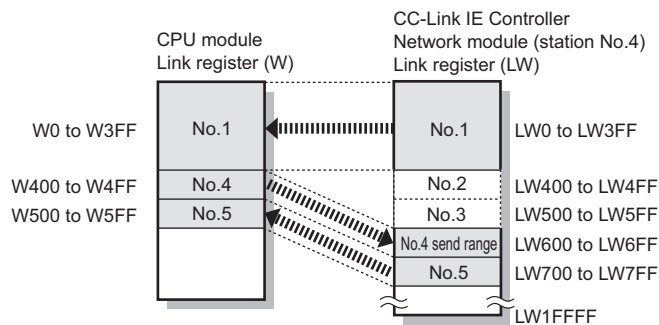 CPU module
Link register (W)
CC-Link IE Controller
Network module (station No.4)
Link register (LW)
W0 to W3FF
No.1
No.1
LW0 to LW3FF
W400 to W4FF
No.4
No.2
LW400 to LW4FF
W500 to W5FF
No.5
No.3
LW500 to LW5FF
No.4 send range
LW600 to LW6FF
No.5
LW700 to LW7FF
LW1FFFF